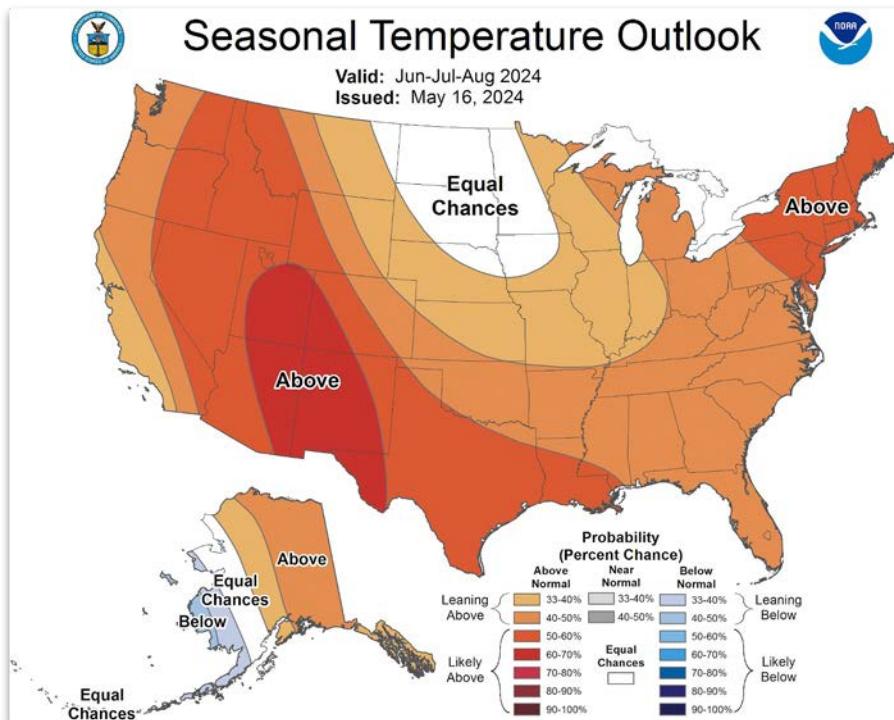 Seasonal Temperature Outlook
Valid: Jun-Jul-Aug 2024
Issued: May 16, 2024
NOAA
Equal
Chances
Above
Above
Above
Equal
Chances
Below
Equal
Chances
Probability
(Percent Chance)
Above
Normal
Near
Normal
Below
Normal
Leaning
Above
33-40%
33-40%
33-40%
Leaning
Below
40-50%
40-50%
40-50%
Likely
Above
50-60%
Equal
Chances
50-60%
Likely
Below
60-70%
60-70%
70-80%
70-80%
80-90%
80-90%
90-100%
90-100%